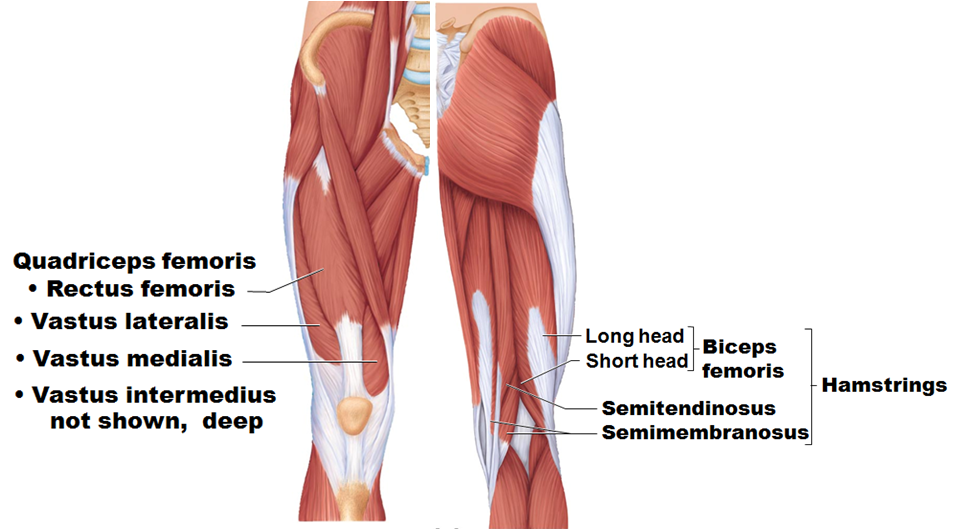 Quadriceps femoris
• Rectus femoris
• Vastus lateralis
• Vastus medialis
• Vastus intermedius
not shown, deep
Long head
Short head
Biceps
femoris
Semitendinosus
Semimembranosus
Hamstrings